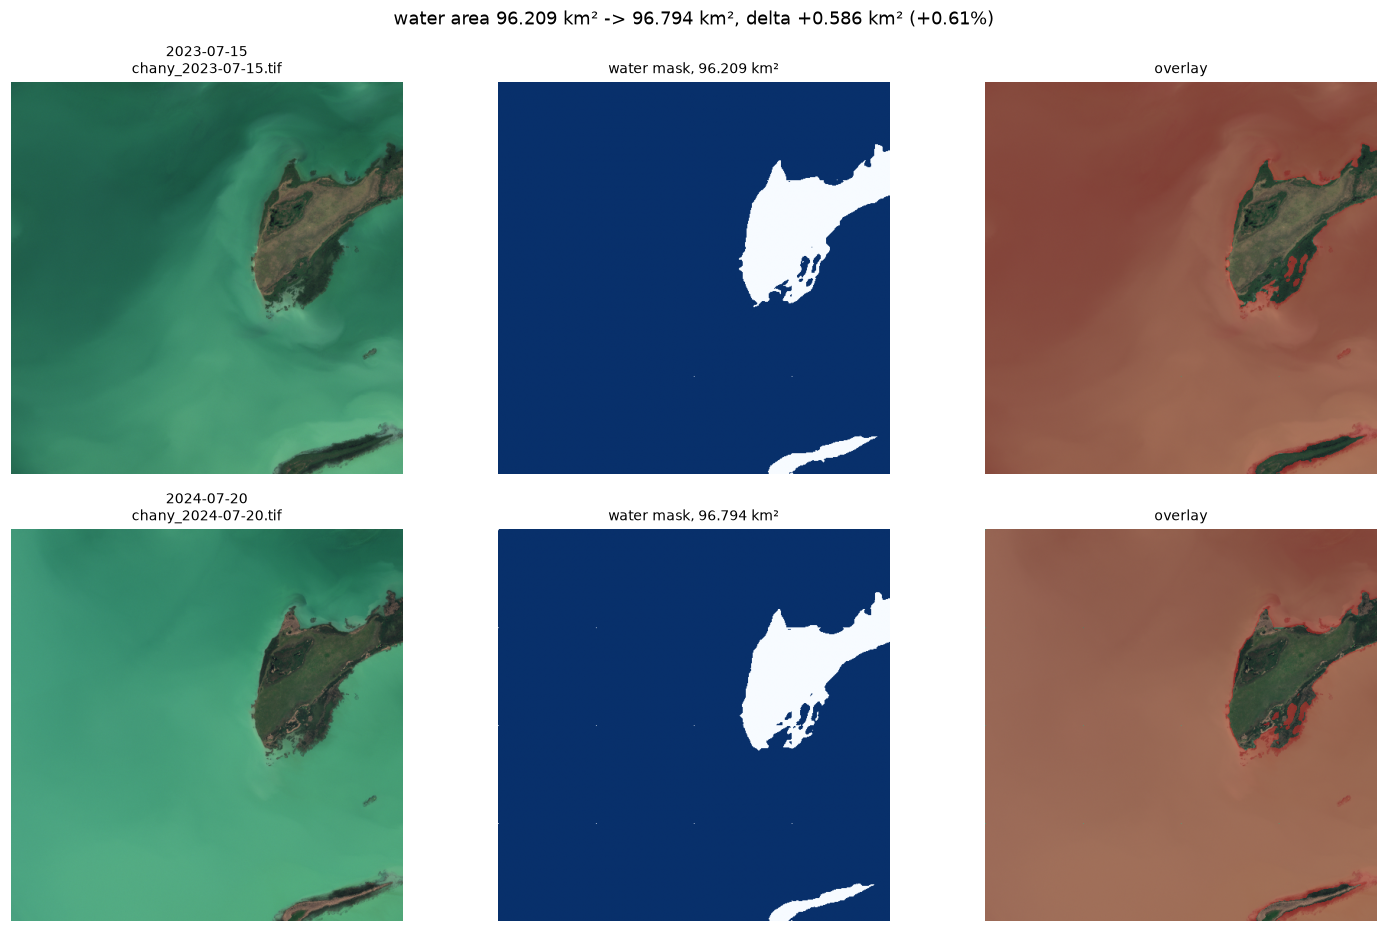 water area 96.209 km² -> 96.794 km², delta +0.586 km² (+0.61%)
2023-07-15
chany_2023-07-15.tif
water mask, 96.209 km²
overlay
2024-07-20
chany_2024-07-20.tif
water mask, 96.794 km²
overlay